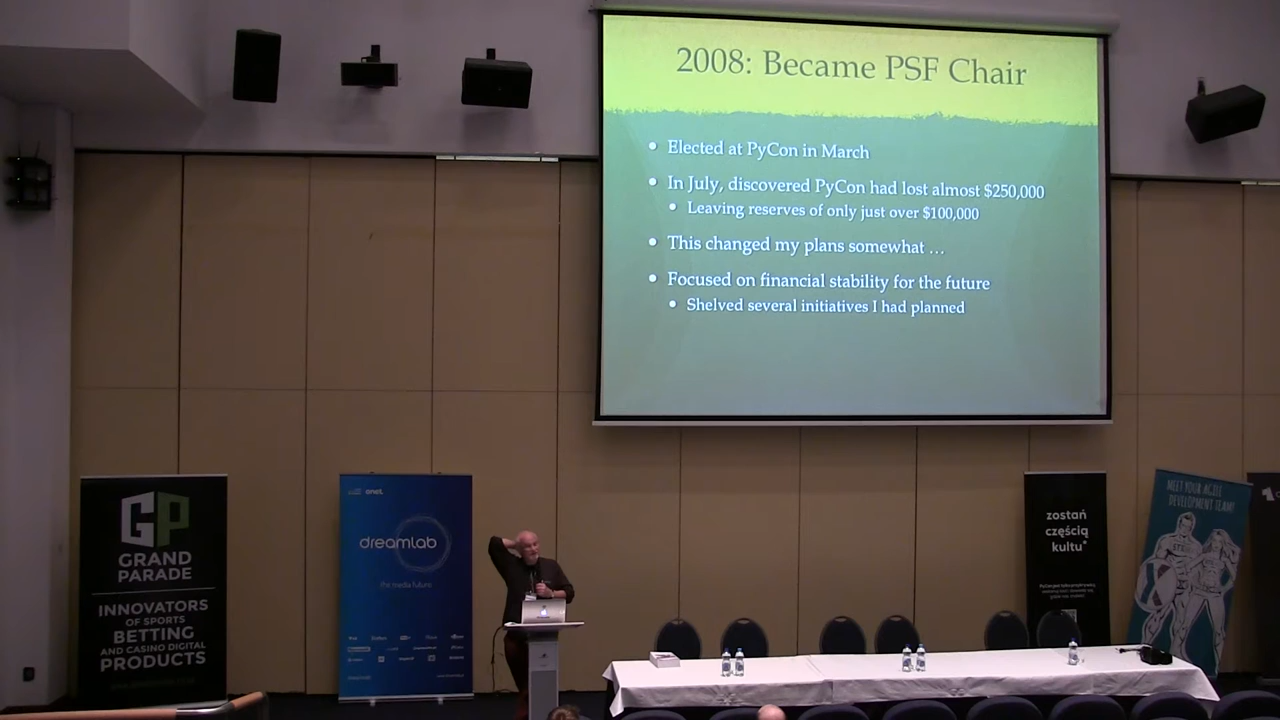 2008: Became PSF Chair
Elected at PyCon in March
In July, discovered PyCon had lost almost $250,000
Leaving reserves of only just over $100,000
This changed my plans somewhat …
Focused on financial stability for the future
Shelved several initiatives I had planned
GP
GRAND
PARADE
INNOVATORS
OF SPORTS
BETTING
AND CASINO DIGITAL
PRODUCTS
onet
dreamlab
the media future
zostań
częścią
kultu*
MEET YOUR AGILE
DEVELOPMENT TEAM!